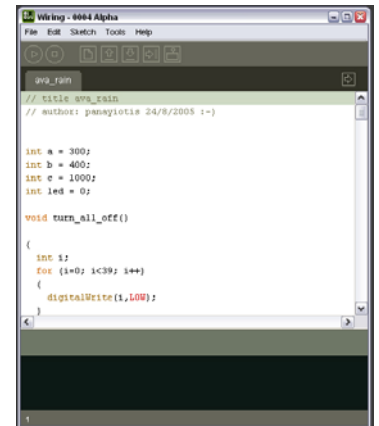 Wiring - 0004 Alpha
File Edit Sketch Tools Help
ava_rain
// title ava_rain
// author: panayiotis 24/8/2005 :-)
int a = 300;
int b = 400;
int c = 1000;
int led = 0;
void turn_all_off()
{
int i;
for (i=0; i<39; i++)
{
digitalWrite(i,LOW);
}
1